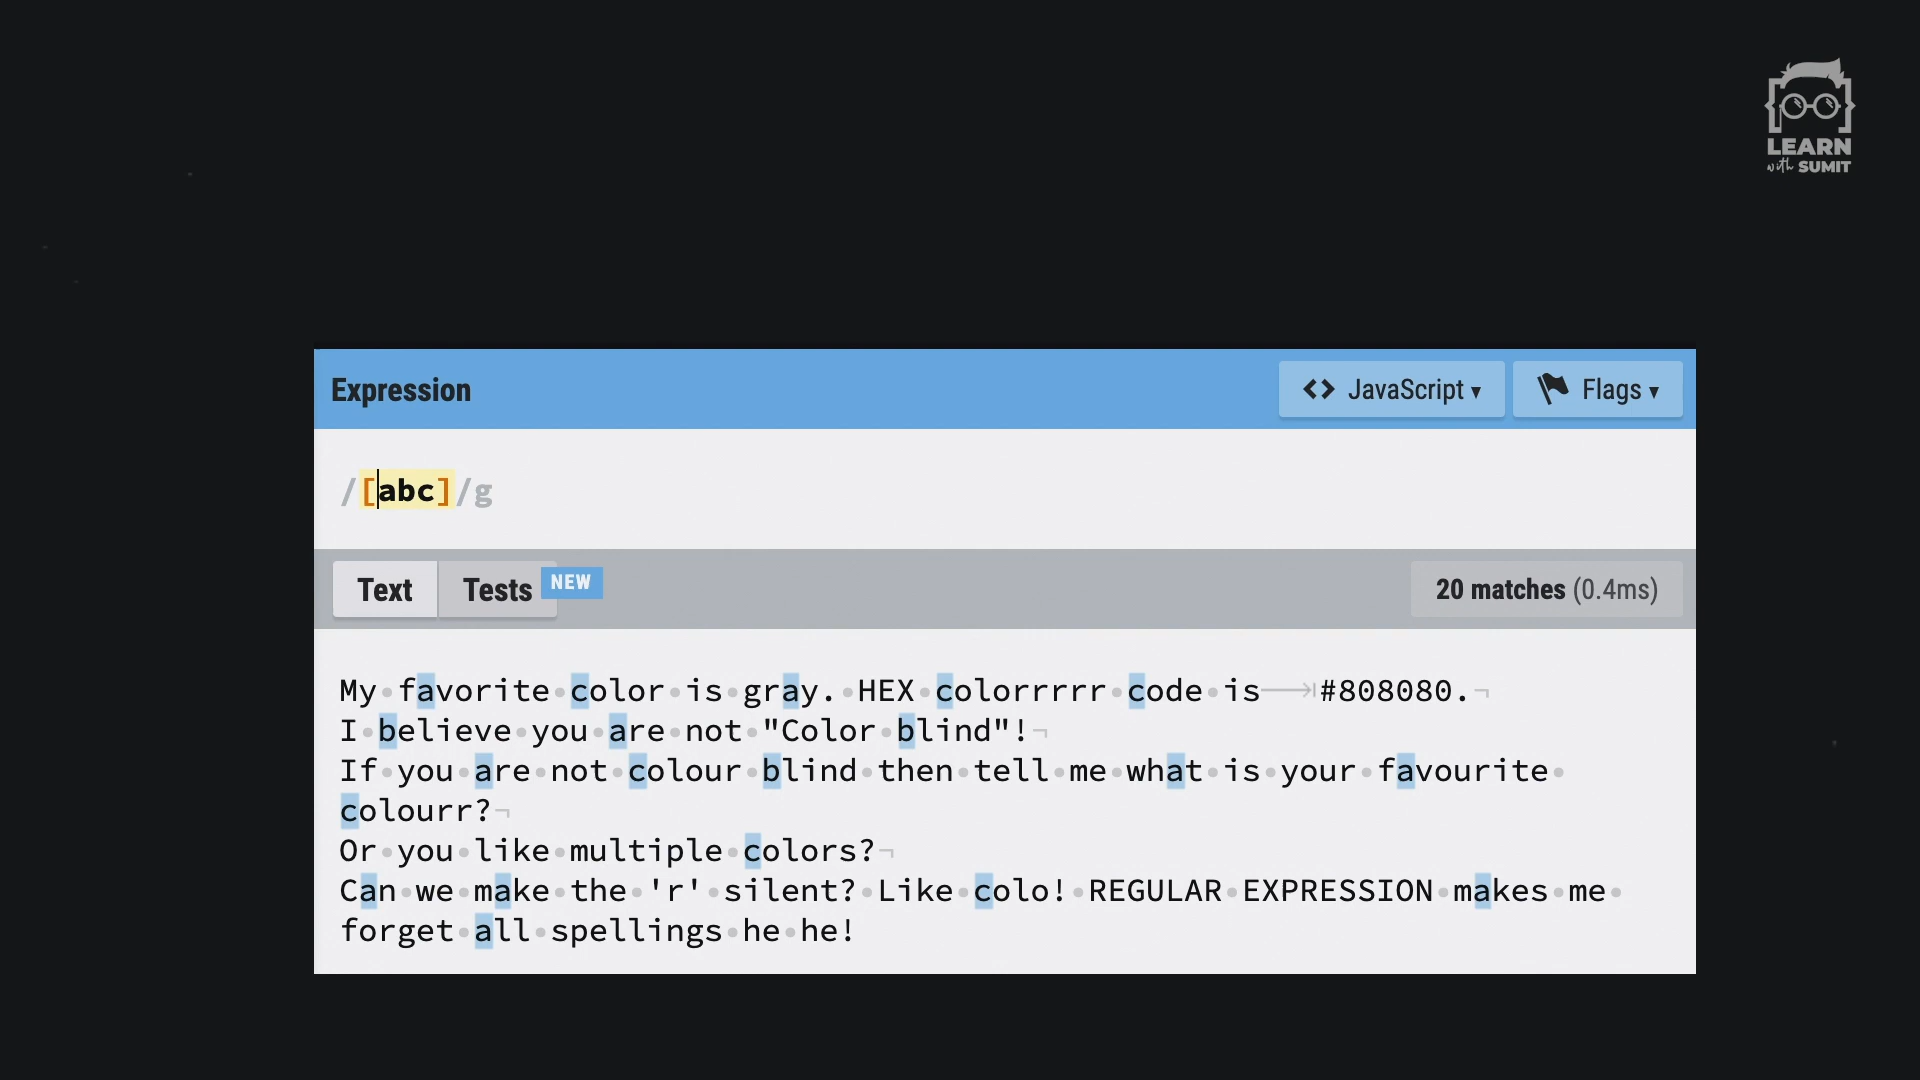 LEARN
with SUMIT
Expression
<> JavaScript ▾
Flags ▾
/[abc]/g
Text
Tests
NEW
20 matches (0.4ms)
My favorite color is gray. HEX colorrrrr code is	#808080.
I believe you are not "Color blind"!
If you are not colour blind then tell me what is your favourite
colourr?
Or you like multiple colors?
Can we make the 'r' silent? Like colo! REGULAR EXPRESSION makes me
forget all spellings he he!